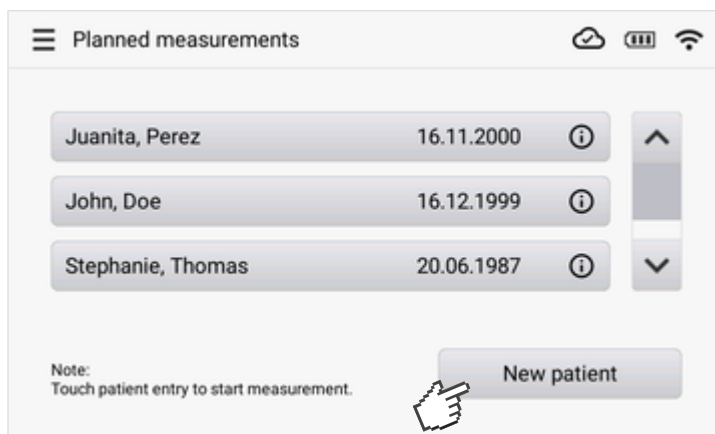 Planned measurements
Juanita, Perez 16.11.2000
John, Doe 16.12.1999
Stephanie, Thomas 20.06.1987
Note:
Touch patient entry to start measurement.
New patient